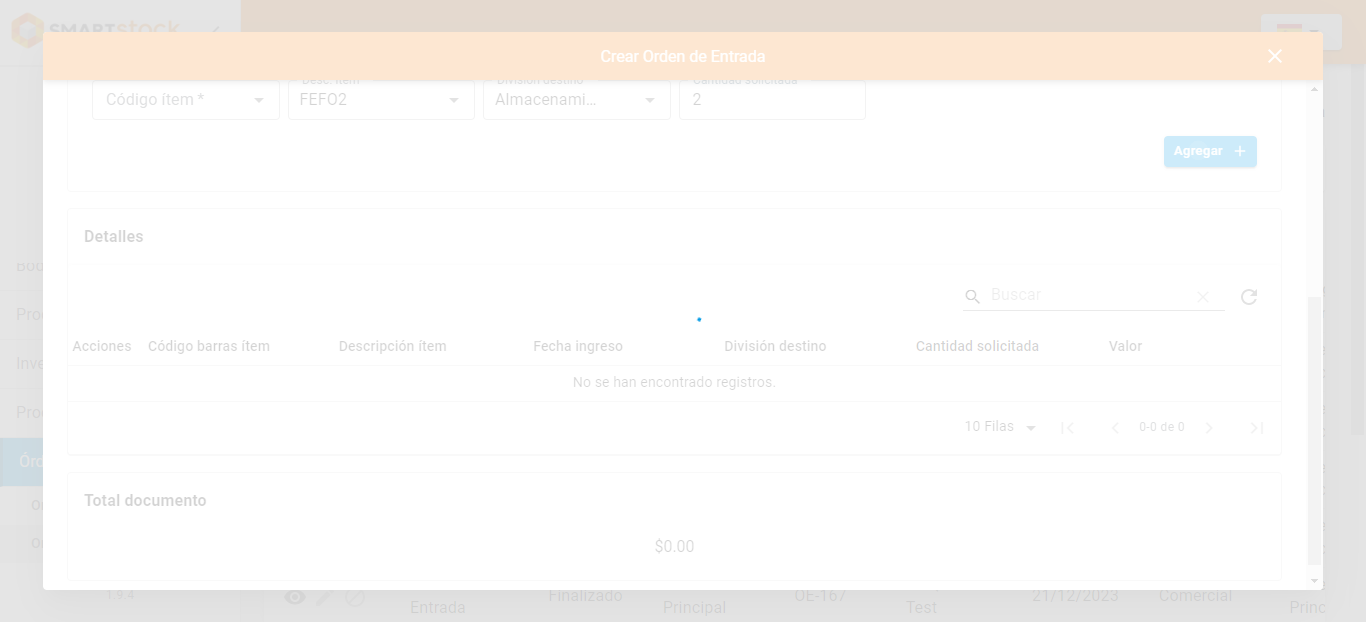 SMARTstock
Crear Orden de Entrada
Desc. ítem
División destino
Cantidad solicitada
Código ítem *
FEFO2
Almacenami...
2
Agregar
Detalles
Buscar
Acciones
Código barras ítem
Descripción ítem
Fecha ingreso
División destino
Cantidad solicitada
Valor
No se han encontrado registros.
10 Filas
0-0 de 0
Total documento
$0.00
1.9.4
Entrada
Finalizado
Principal
OE-167
Test
21/12/2023
Comercial
Princ